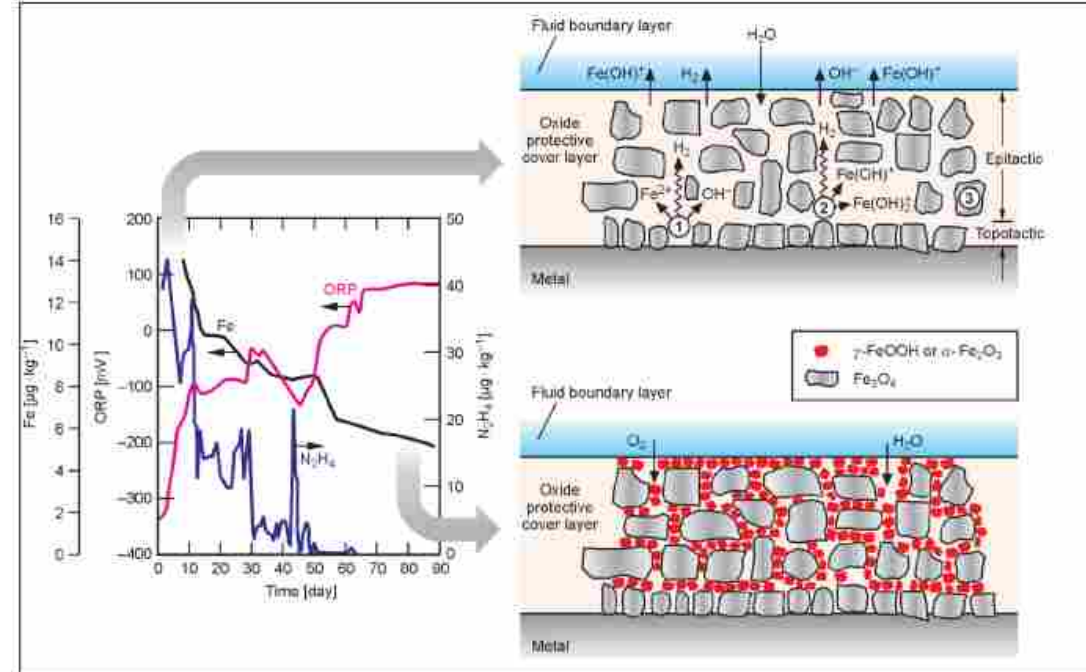 Fluid boundary layer
H₂O
Fe(OH)⁺
H₂
OH⁻
Fe(OH)⁺
Oxide
protective
cover layer
H₂
H₂
Epitactic
Fe²⁺
OH⁻
Fe(OH)⁺
Fe(OH)₂⁺
1
2
3
Topotactic
Metal
16
14
12
10
8
6
4
2
0
Fe [µg·kg⁻¹]
200
100
0
–100
–200
–300
–400
ORP [mV]
50
40
30
20
10
0
N₂H₄ [µg·kg⁻¹]
ORP
Fe
N₂H₄
0 10 20 30 40 50 60 70 80 90
Time [day]
γ-FeOOH or α-Fe₂O₃
Fe₃O₄
Fluid boundary layer
O₂
H₂O
Oxide
protective
cover layer
Metal